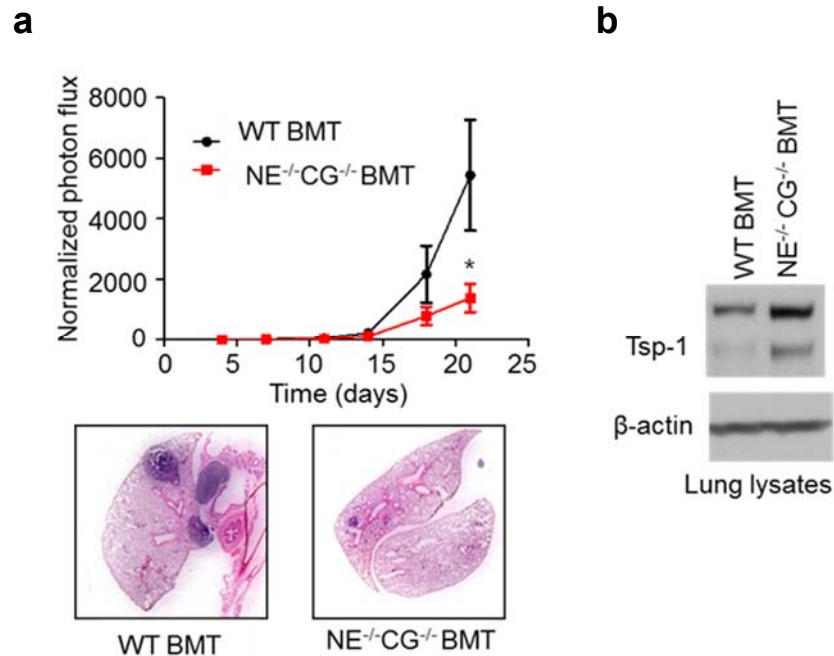 a
b
Normalized photon flux
8000
6000
4000
2000
0
WT BMT
NE-/-CG-/-BMT
*
0 5 10 15 20 25
Time (days)
WT BMT
NE-/-CG-/-BMT
WT BMT
NE-/- CG-/- BMT
Tsp-1
β-actin
Lung lysates